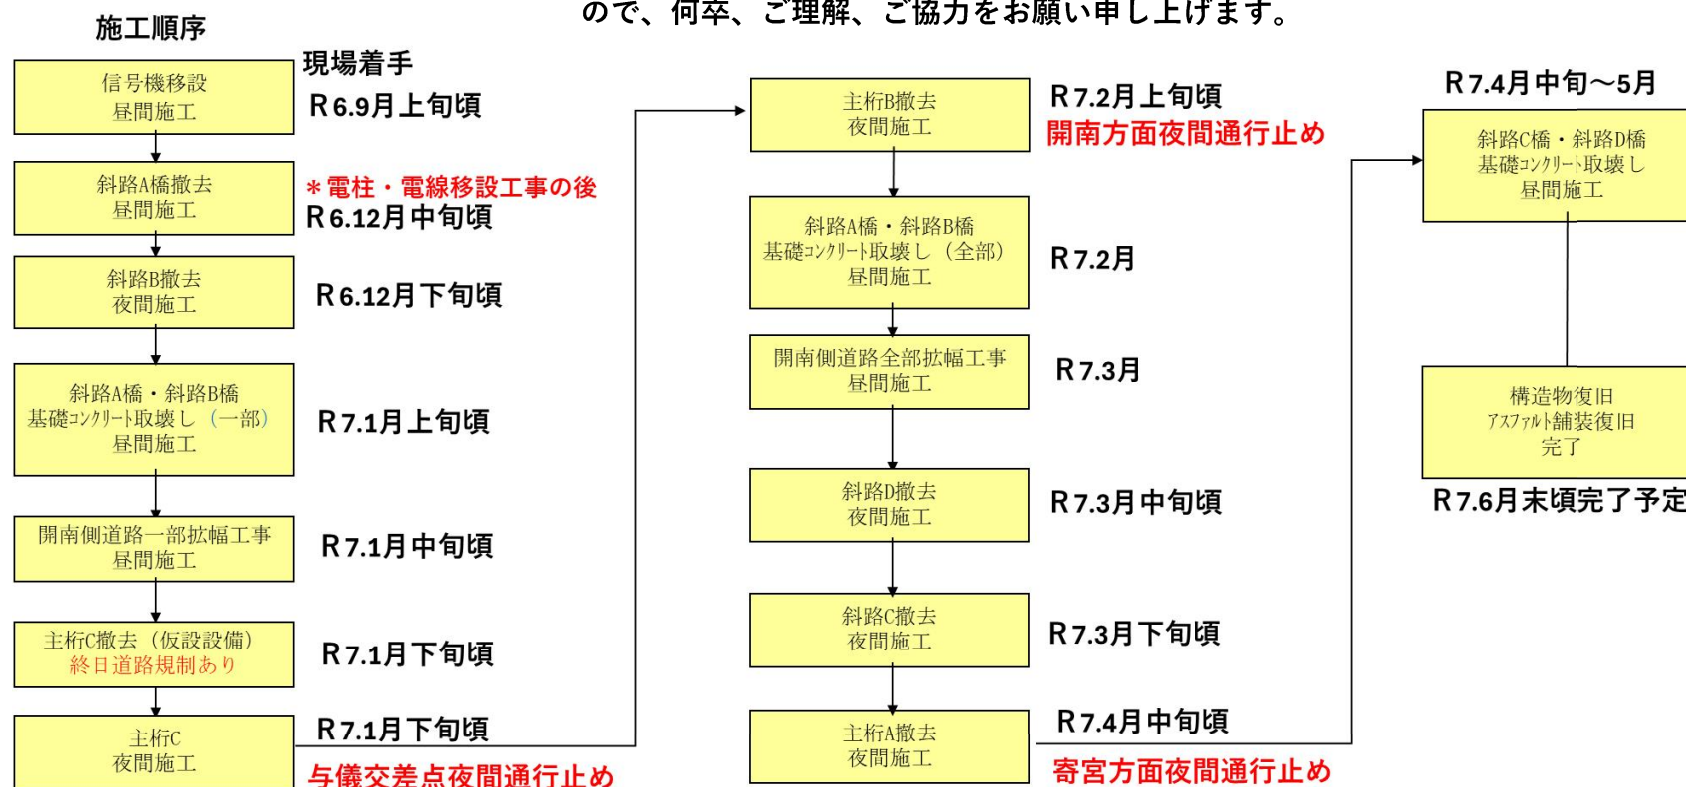 ので、何卒、ご理解、ご協力をお願い申し上げます。
施工順序
信号機移設
昼間施工
現場着手
R6.9月上旬頃
斜路A橋撤去
昼間施工
＊電柱・電線移設工事の後
R6.12月中旬頃
斜路B撤去
夜間施工
R6.12月下旬頃
斜路A橋・斜路B橋
基礎ｺﾝｸﾘｰﾄ取壊し（一部）
昼間施工
R7.1月上旬頃
開南側道路一部拡幅工事
昼間施工
R7.1月中旬頃
主桁C撤去（仮設設備）
終日道路規制あり
R7.1月下旬頃
主桁C
夜間施工
R7.1月下旬頃
与儀交差点夜間通行止め
主桁B撤去
夜間施工
R7.2月上旬頃
開南方面夜間通行止め
斜路A橋・斜路B橋
基礎ｺﾝｸﾘｰﾄ取壊し（全部）
昼間施工
R7.2月
開南側道路全部拡幅工事
昼間施工
R7.3月
斜路D撤去
夜間施工
R7.3月中旬頃
斜路C撤去
夜間施工
R7.3月下旬頃
主桁A撤去
夜間施工
R7.4月中旬頃
寄宮方面夜間通行止め
R7.4月中旬～5月
斜路C橋・斜路D橋
基礎ｺﾝｸﾘｰﾄ取壊し
昼間施工
構造物復旧
ｱｽﾌｧﾙﾄ舗装復旧
完了
R7.6月末頃完了予定